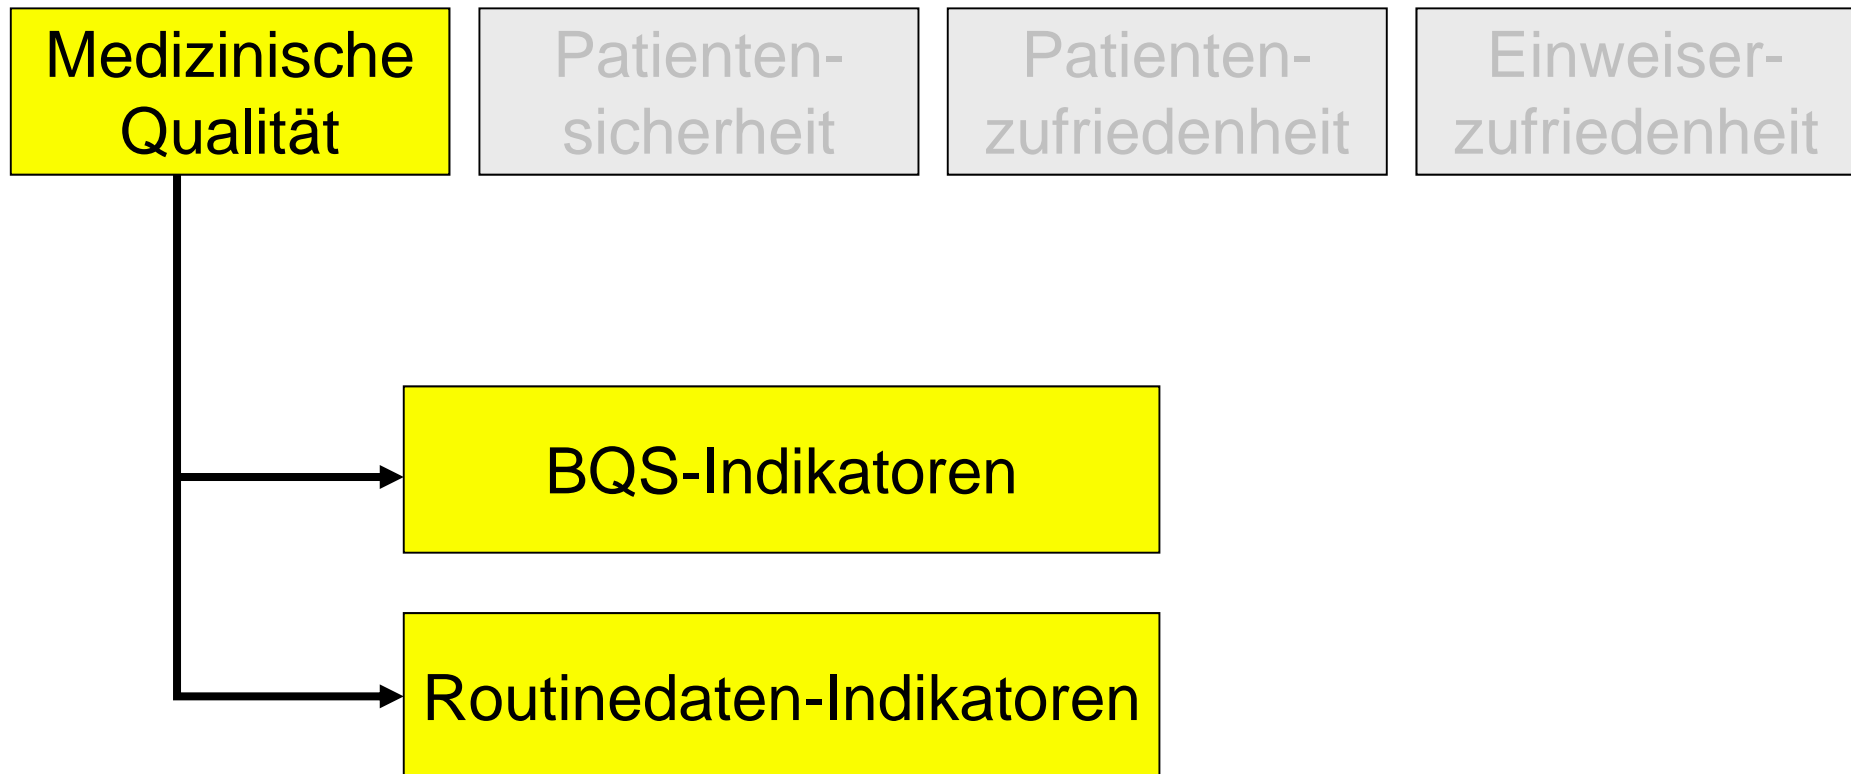 Medizinische
Qualität
Patienten-
sicherheit
Patienten-
zufriedenheit
Einweiser-
zufriedenheit
BQS-Indikatoren
Routinedaten-Indikatoren